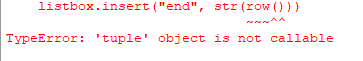 listbox.insert("end", str(row()))
~~~^^
TypeError: 'tuple' object is not callable